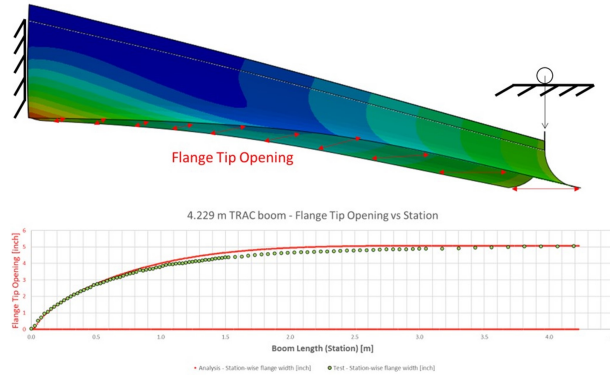 Flange Tip Opening
4.229 m TRAC boom - Flange Tip Opening vs Station
Flange Tip Opening [inch]
6
5
4
3
2
1
0
0.0 0.5 1.0 1.5 2.0 2.5 3.0 3.5 4.0
Boom Length (Station) [m]
Analysis - Station-wise flange width [inch] Test - Station-wise flange width [inch]